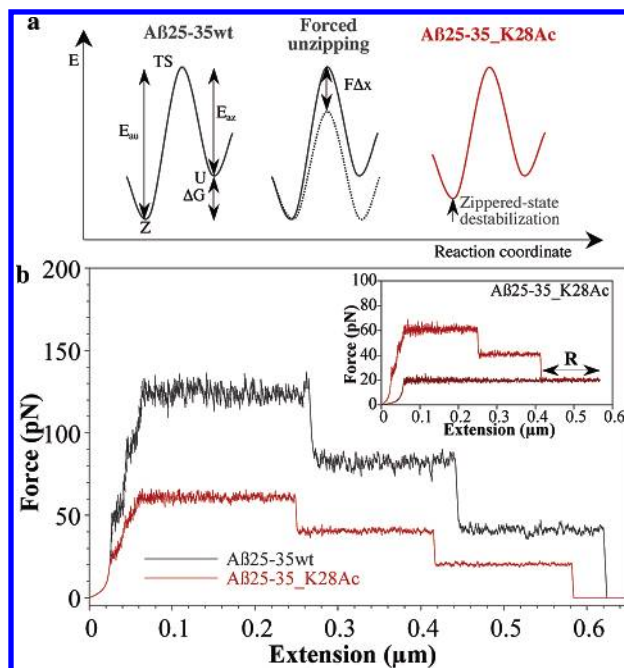 a
Aß25-35wt
Forced
unzipping
Aß25-35_K28Ac
E
TS
FΔx
E_au
E_az
U
ΔG
Z
Zippered-state
destabilization
Reaction coordinate
b
200
150
100
50
0
Force (pN)
0 0.1 0.2 0.3 0.4 0.5 0.6
Extension (µm)
Aß25-35wt
Aß25-35_K28Ac
100
80
60
40
20
0
Force (pN)
Aß25-35_K28Ac
R
0 0.1 0.2 0.3 0.4 0.5 0.6
Extension (µm)